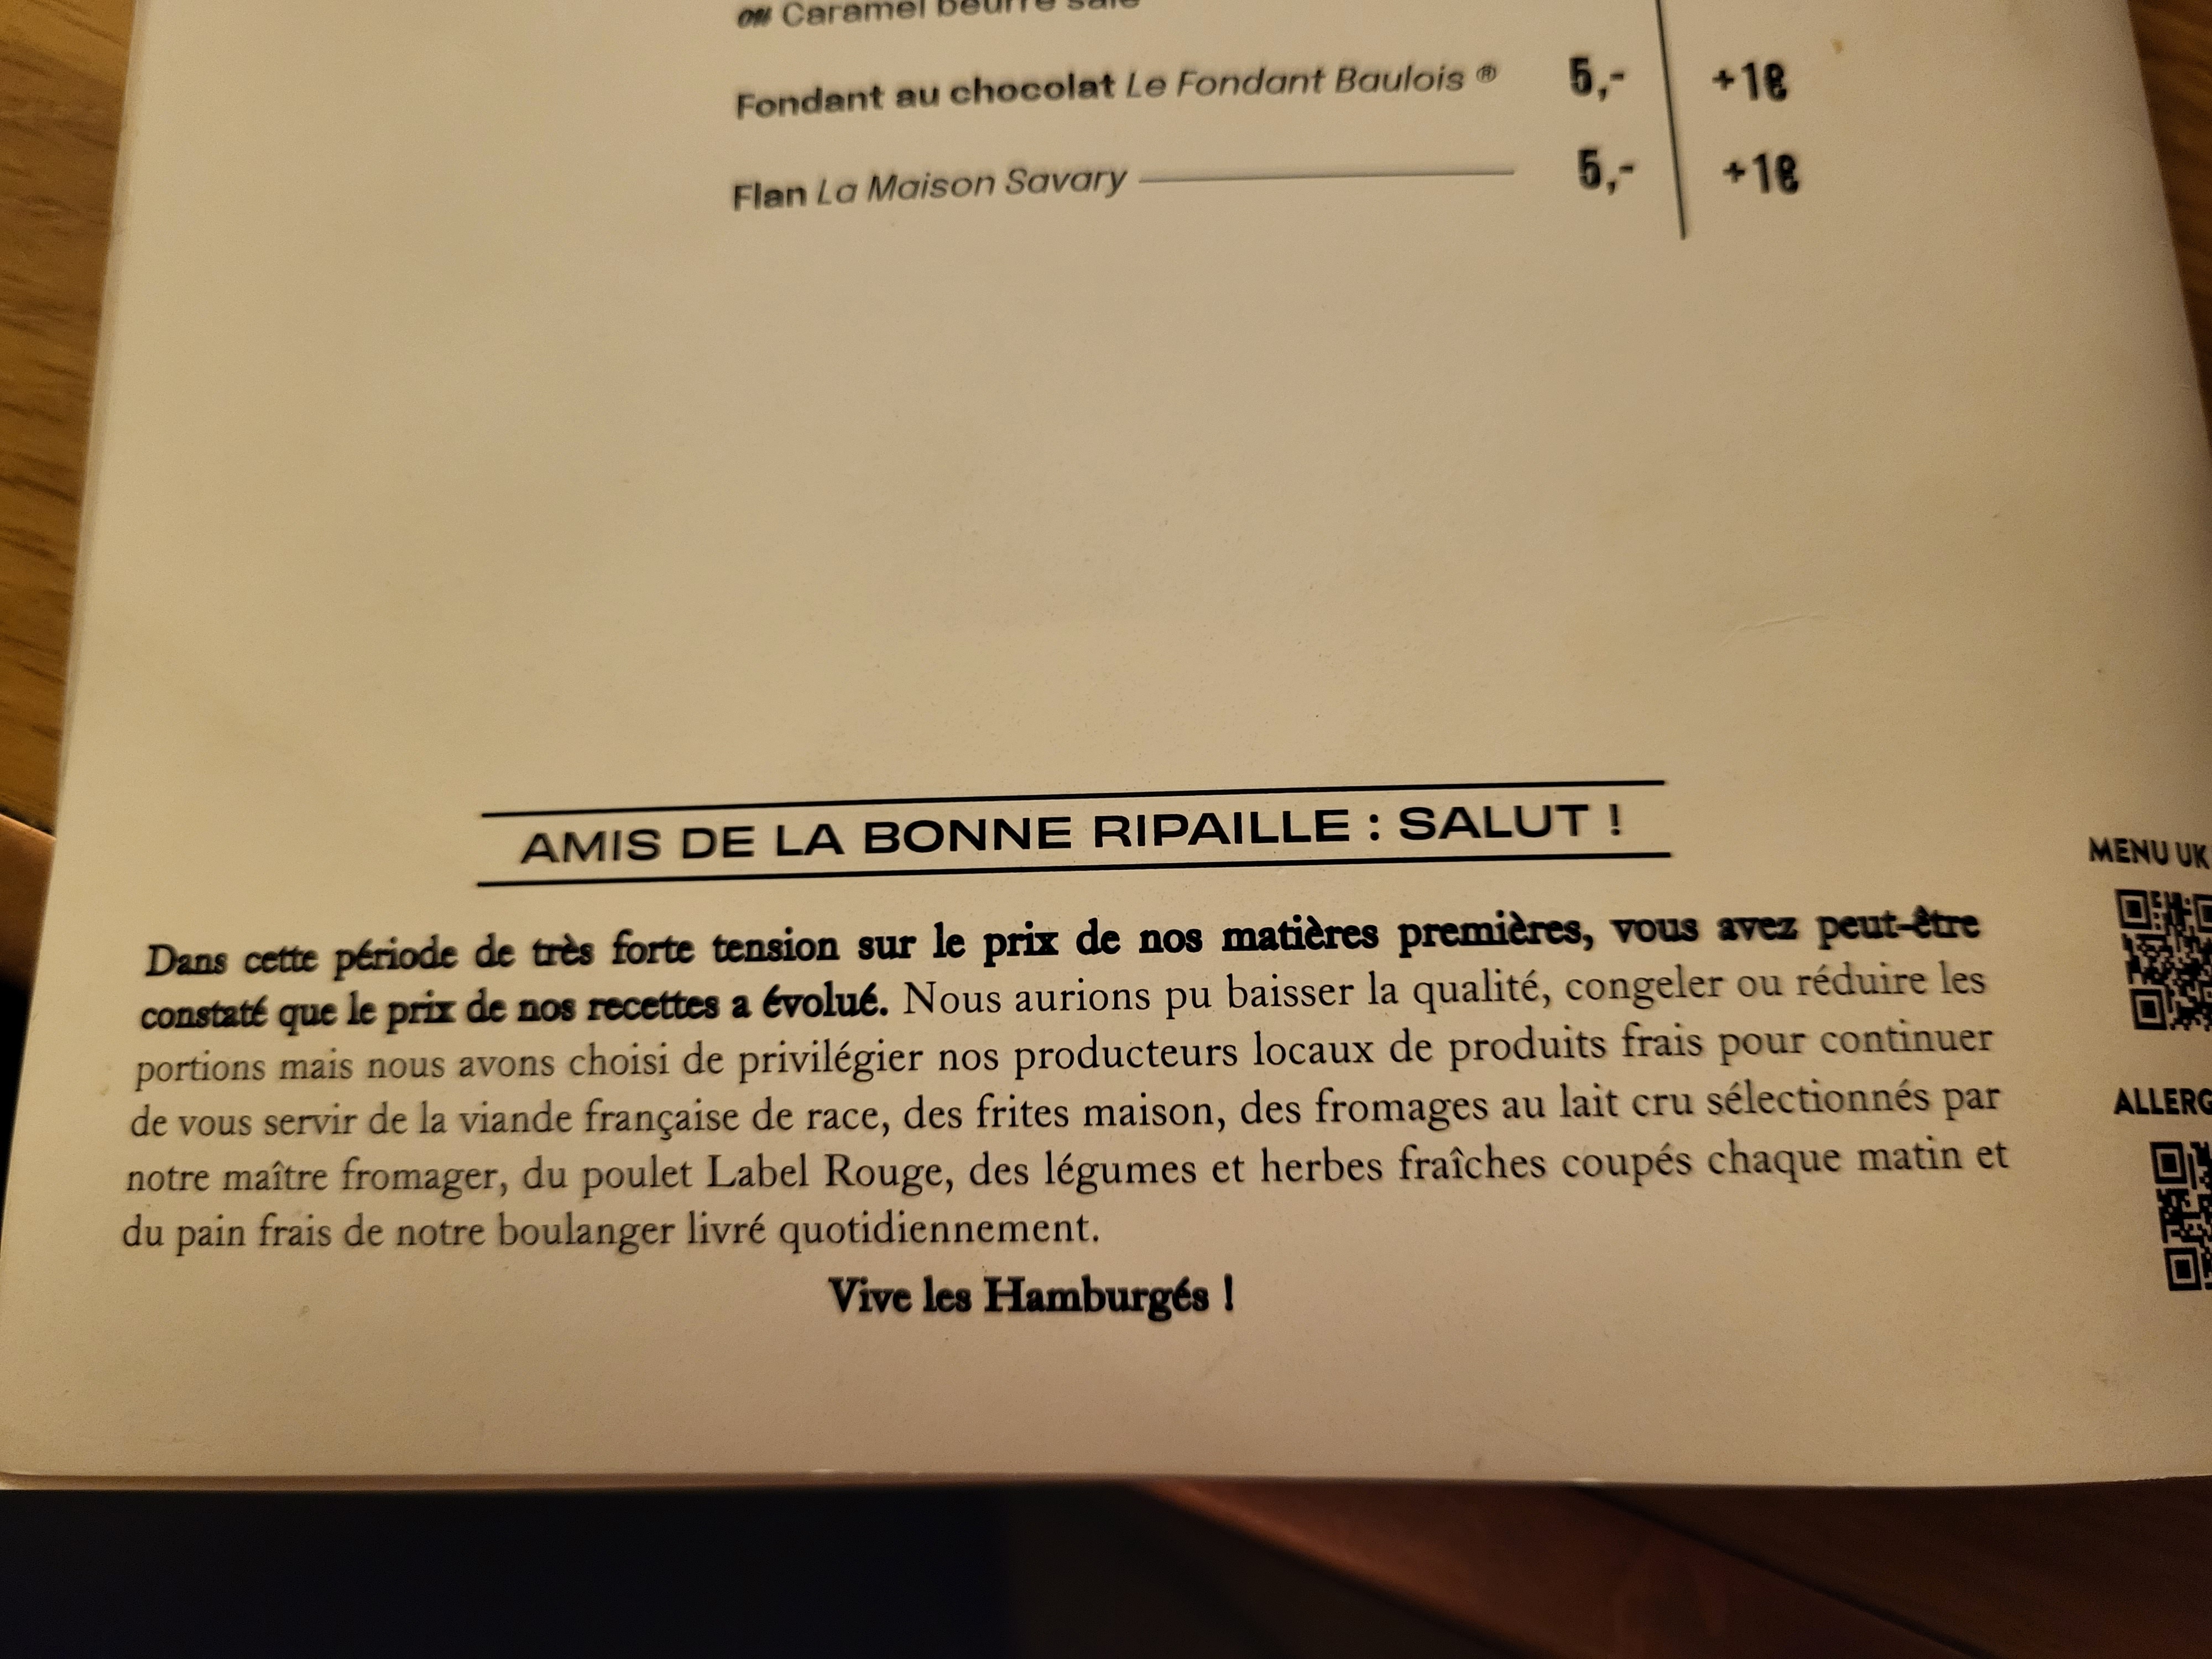 ou Caramel beurre salé
Fondant au chocolat Le Fondant Baulois ® 5,- +1€
Flan La Maison Savary 5,- +1€
AMIS DE LA BONNE RIPAILLE : SALUT !
Dans cette période de très forte tension sur le prix de nos matières premières, vous avez peut-être
constaté que le prix de nos recettes a évolué. Nous aurions pu baisser la qualité, congeler ou réduire les
portions mais nous avons choisi de privilégier nos producteurs locaux de produits frais pour continuer
de vous servir de la viande française de race, des frites maison, des fromages au lait cru sélectionnés par
notre maître fromager, du poulet Label Rouge, des légumes et herbes fraîches coupés chaque matin et
du pain frais de notre boulanger livré quotidiennement.
Vive les Hamburgés !
MENU UK
ALLERG